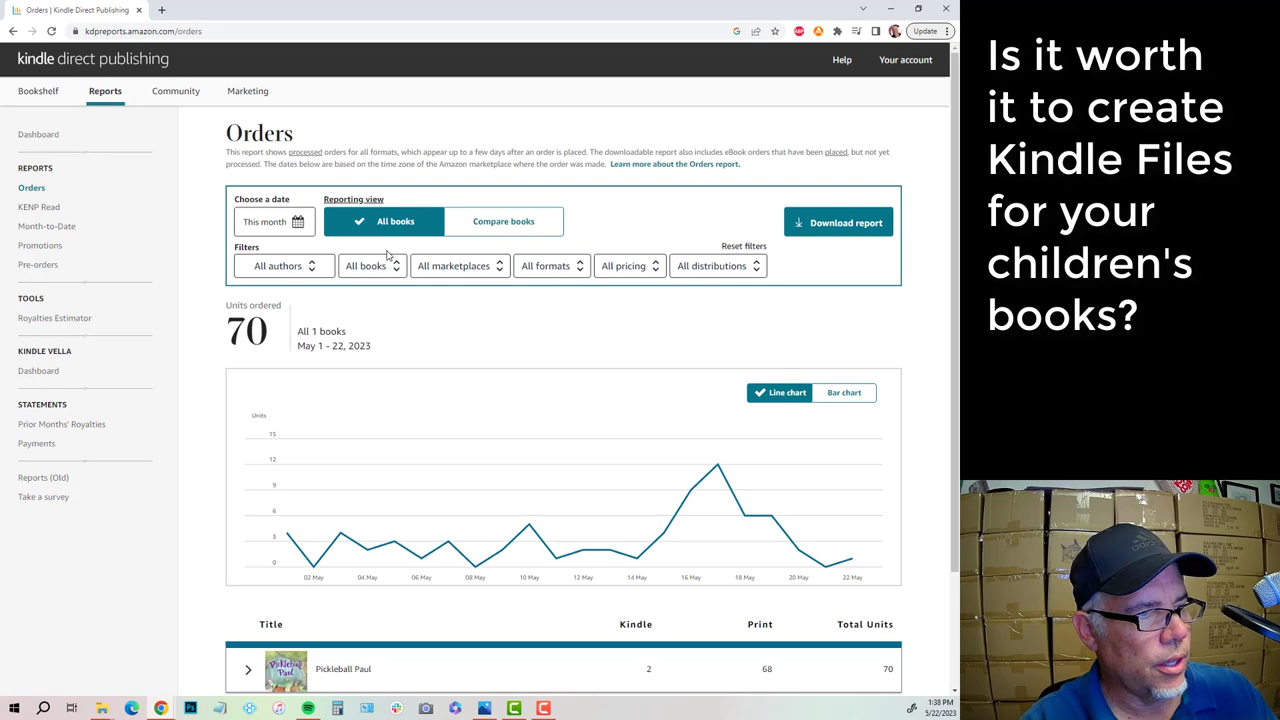 Orders | Kindle Direct Publishing
kdpreports.amazon.com/orders
Update
kindle direct publishing
Help
Your account
Bookshelf
Reports
Community
Marketing
Dashboard
REPORTS
Orders
KENP Read
Month-to-Date
Promotions
Pre-orders
TOOLS
Royalties Estimator
KINDLE VELLA
Dashboard
STATEMENTS
Prior Months' Royalties
Payments
Reports (Old)
Take a survey
Orders
This report shows processed orders for all formats, which appear up to a few days after an order is placed. The downloadable report also includes eBook orders that have been placed, but not yet
processed. The dates below are based on the time zone of the Amazon marketplace where the order was made. Learn more about the Orders report.
Choose a date
Reporting view
This month
All books
Compare books
Download report
Filters
Reset filters
All authors
All books
All marketplaces
All formats
All pricing
All distributions
Units ordered
70
All 1 books
May 1 - 22, 2023
Line chart
Bar chart
Units
15
12
9
6
3
0
02 May
04 May
06 May
08 May
10 May
12 May
14 May
16 May
18 May
20 May
22 May
Title
Kindle
Print
Total Units
Pickleball Paul
Pickleball Paul
2
68
70
1:38 PM
5/22/2023
Is it worth
it to create
Kindle Files
for your
children's
books?
adidas